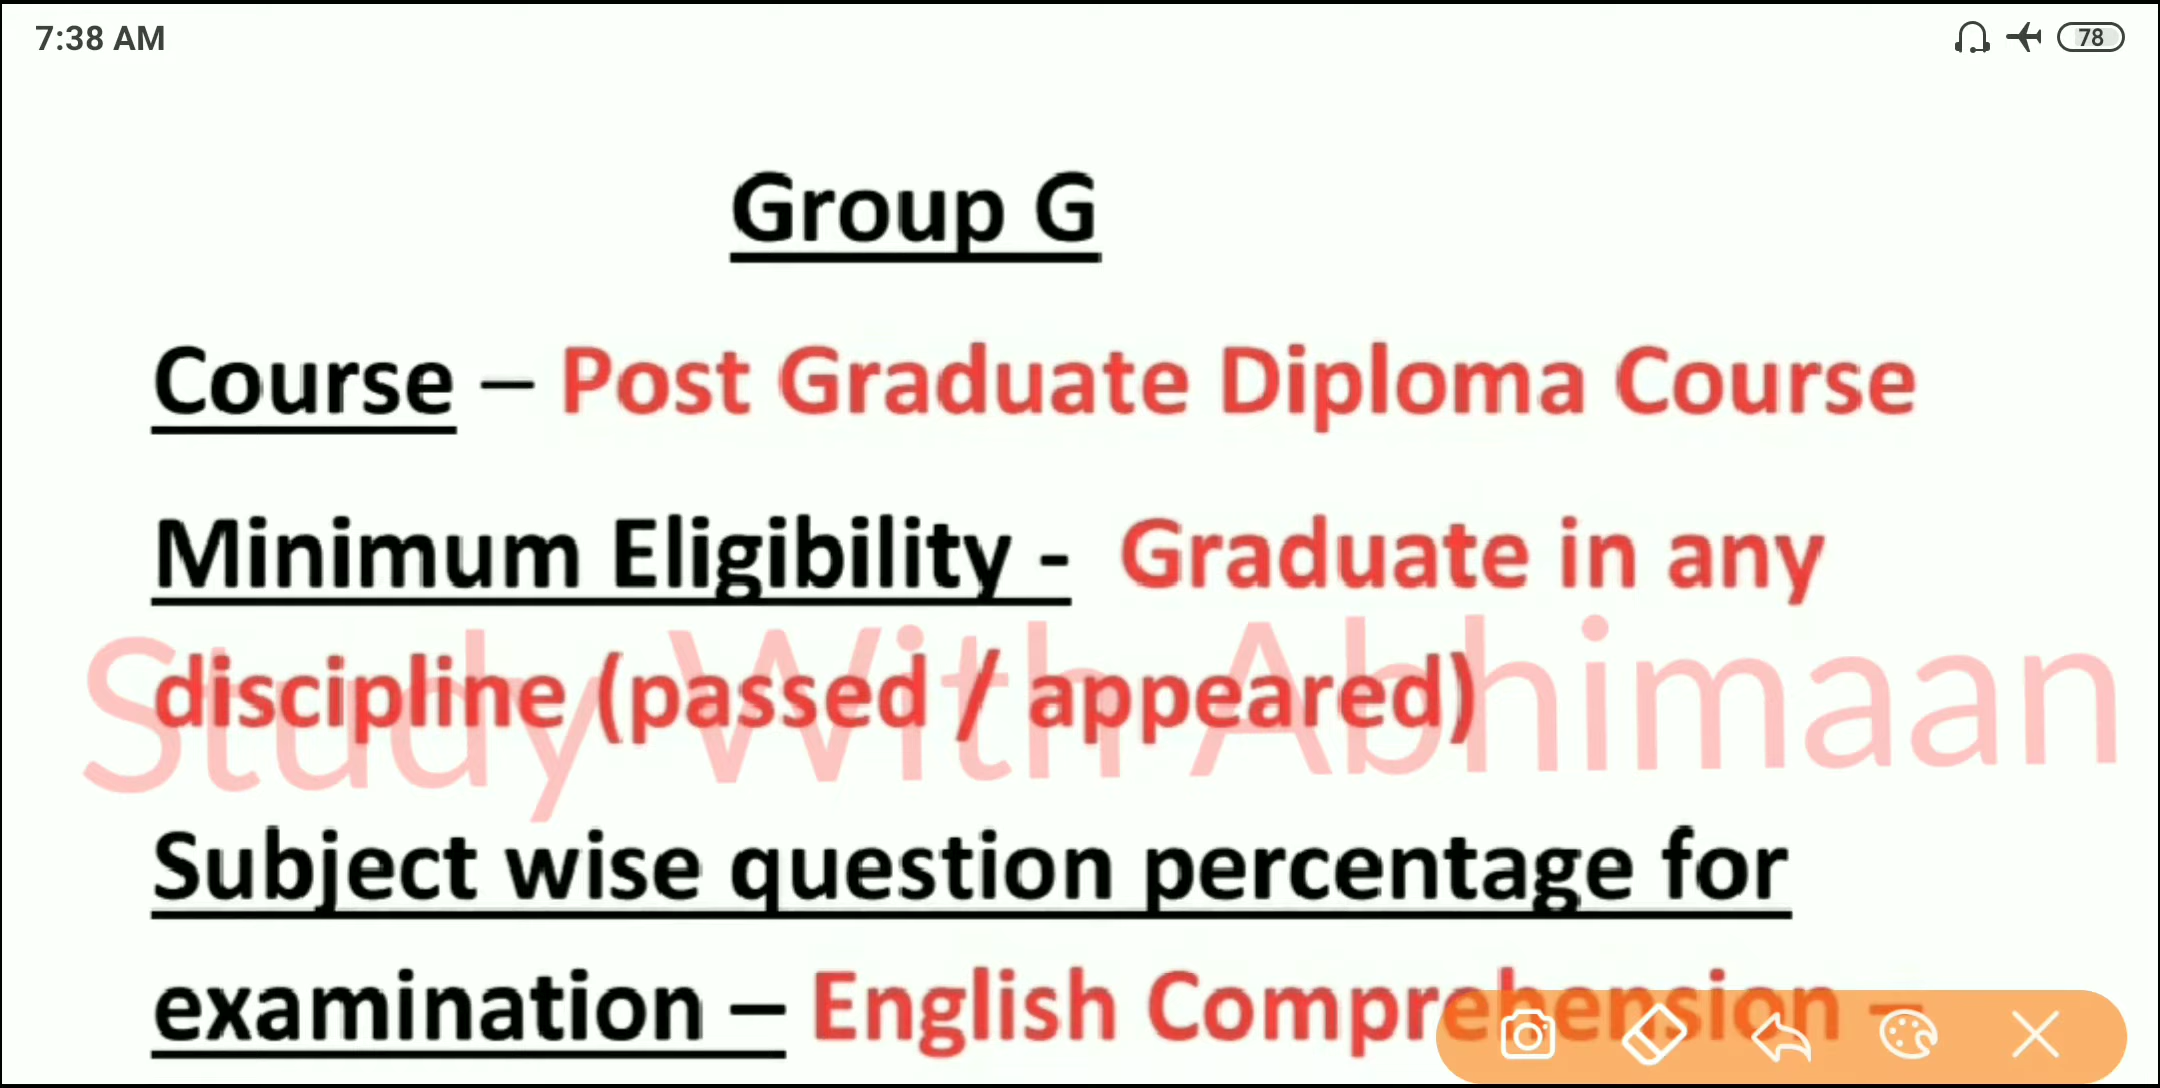 7:38 AM
78
Group G
Course – Post Graduate Diploma Course
Minimum Eligibility - Graduate in any
discipline (passed / appeared)
Study With Abhimaan
Subject wise question percentage for
examination – English Comprehension –